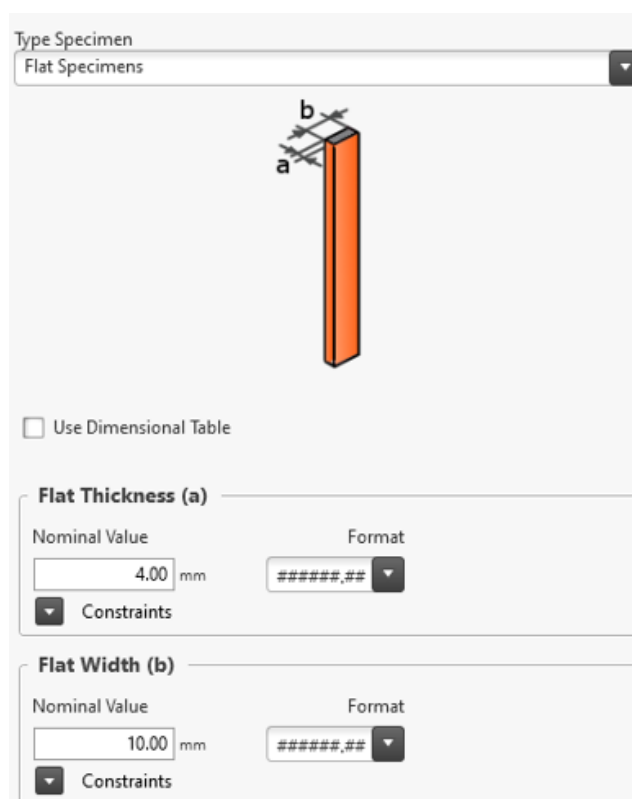 Type Specimen
Flat Specimens
b
a
Use Dimensional Table
Flat Thickness (a)
Nominal Value Format
4.00 mm ######.##
Constraints
Flat Width (b)
Nominal Value Format
10.00 mm ######.##
Constraints